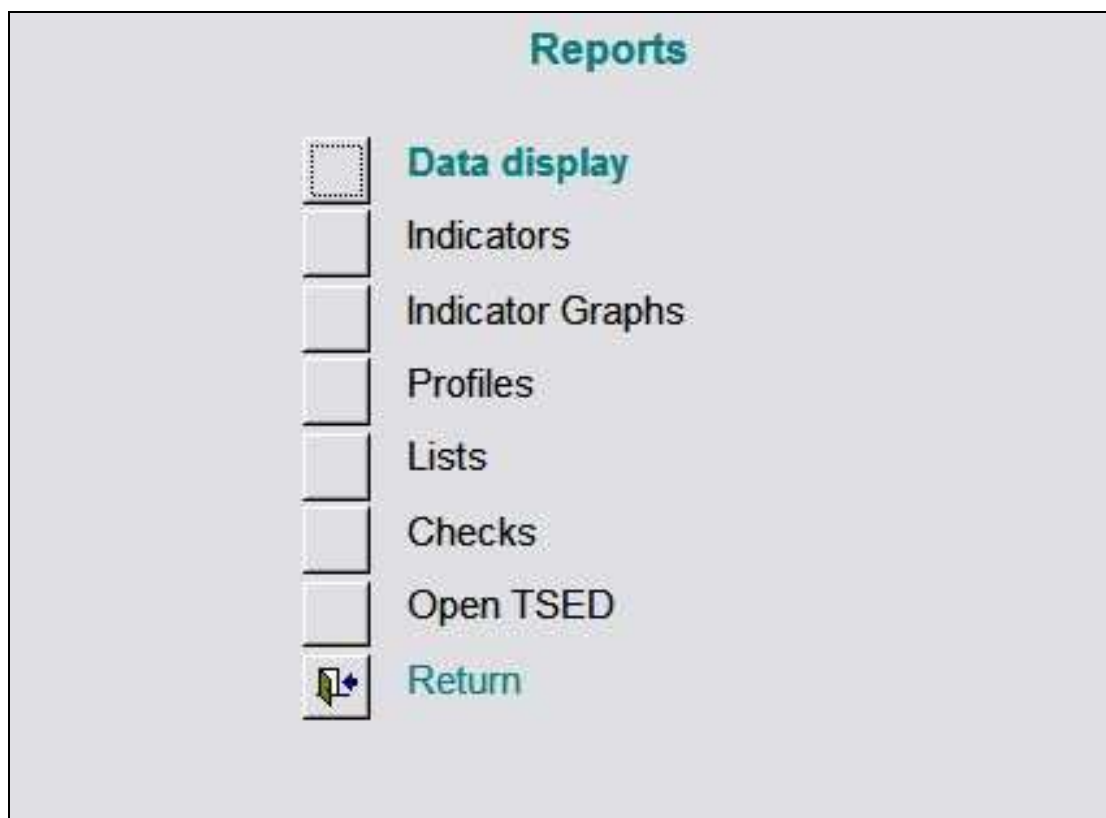 Reports
Data display
Indicators
Indicator Graphs
Profiles
Lists
Checks
Open TSED
Return